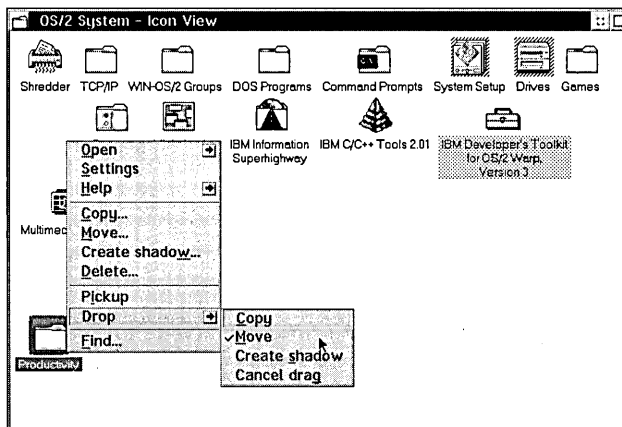 OS/2 System - Icon View
Shredder TCP/IP WIN-OS/2 Groups DOS Programs Command Prompts System Setup Drives Games
IBM Information Superhighway
IBM C/C++ Tools 2.01
IBM Developer's Toolkit
for OS/2 Warp,
Version 3
Multimed
Open
Settings
Help
Copy...
Move...
Create shadow...
Delete...
Pickup
Drop
Find...
Copy
Move
Create shadow
Cancel drag
Productivity